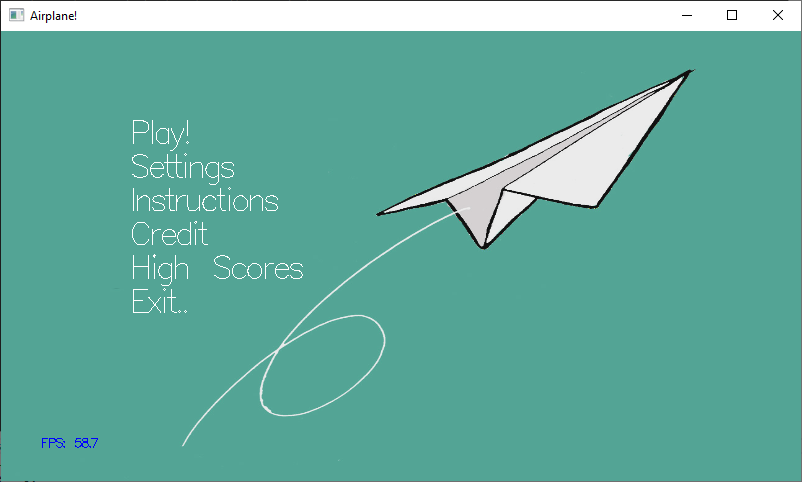 Airplane!
Play!
Settings
Instructions
Credit
High Scores
Exit..
FPS: 58.7